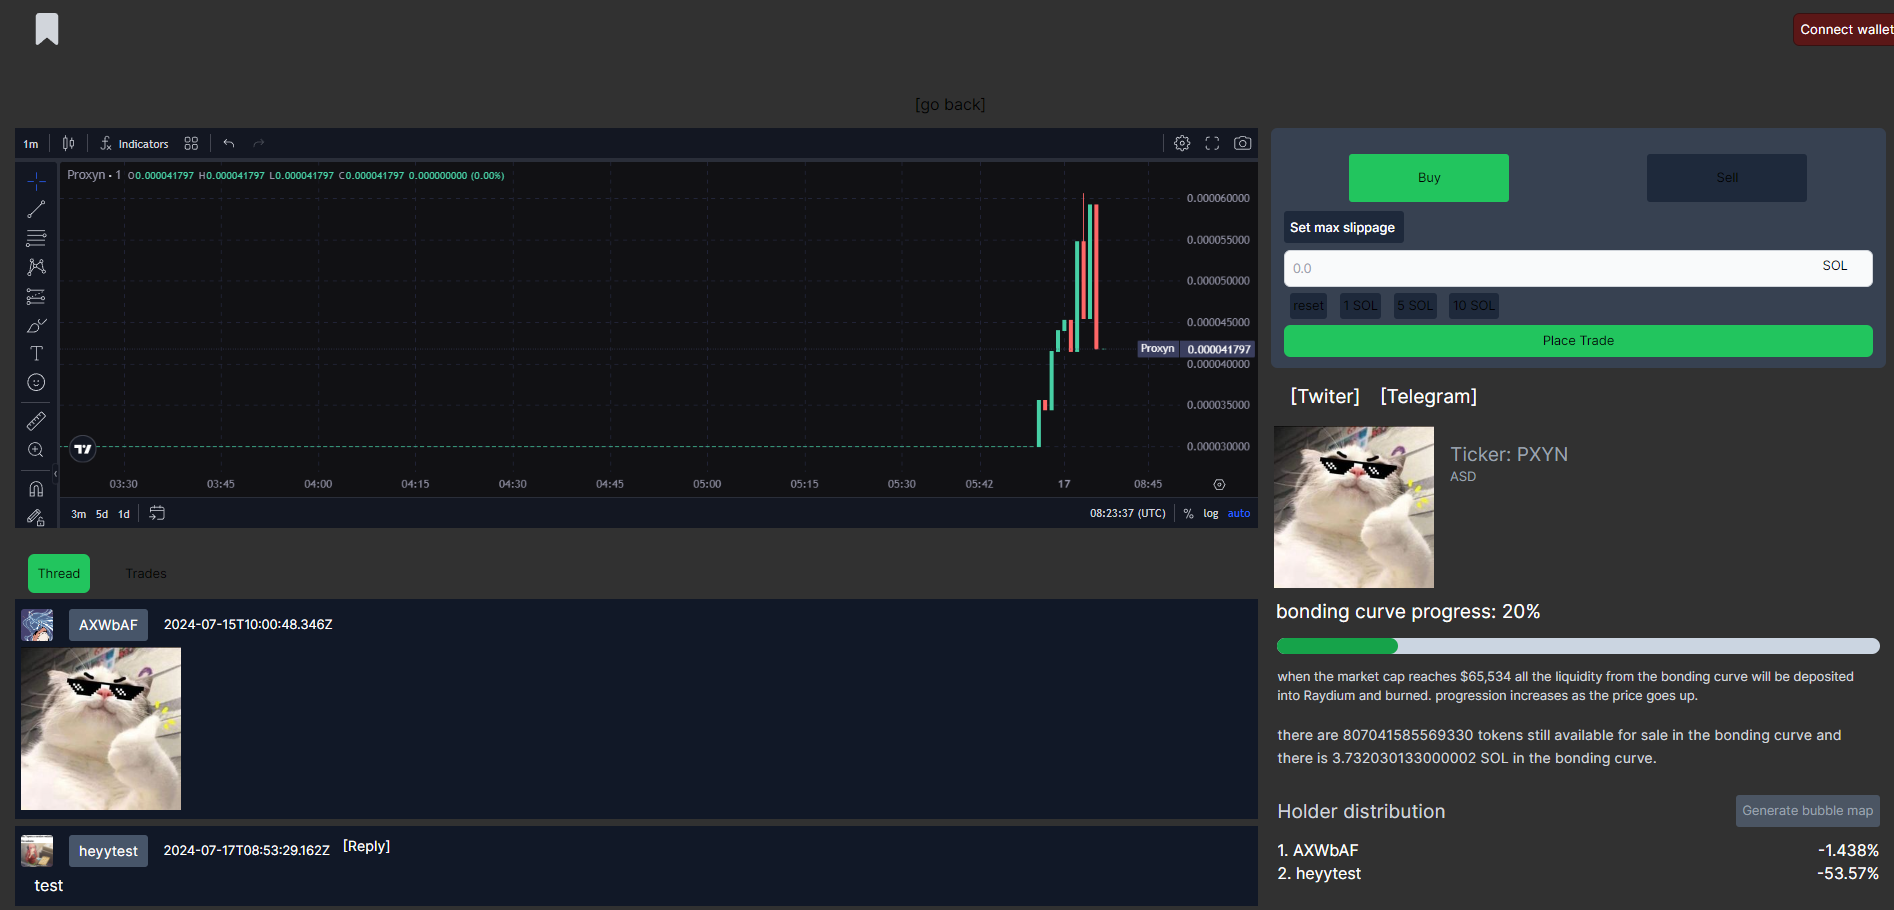 Connect wallet
[go back]
1m Indicators
Proxyn • 1 O0.000041797 H0.000041797 L0.000041797 C0.000041797 0.000000000 (0.00%)
0.000060000
0.000055000
0.000050000
0.000045000
Proxyn 0.000041797
0.000040000
0.000035000
0.000030000
03:30 03:45 04:00 04:15 04:30 04:45 05:00 05:15 05:30 05:42 17 08:45
3m 5d 1d 08:23:37 (UTC) % log auto
Buy Sell
Set max slippage
0.0 SOL
reset 1 SOL 5 SOL 10 SOL
Place Trade
[Twiter] [Telegram]
Ticker: PXYN
ASD
bonding curve progress: 20%
when the market cap reaches $65,534 all the liquidity from the bonding curve will be deposited
into Raydium and burned. progression increases as the price goes up.
there are 807041585569330 tokens still available for sale in the bonding curve and
there is 3.732030133000002 SOL in the bonding curve.
Holder distribution Generate bubble map
1. AXWbAF -1.438%
2. heyytest -53.57%
Thread Trades
AXWbAF 2024-07-15T10:00:48.346Z
heyytest 2024-07-17T08:53:29.162Z [Reply]
test